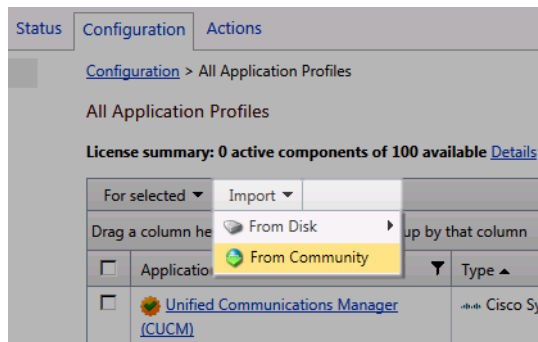 Status Configuration Actions
Configuration > All Application Profiles
All Application Profiles
License summary: 0 active components of 100 available Details
For selected Import
From Disk
Drag a column he up by that column
From Community
Applicatio Type
Unified Communications Manager Cisco Sy
(CUCM)